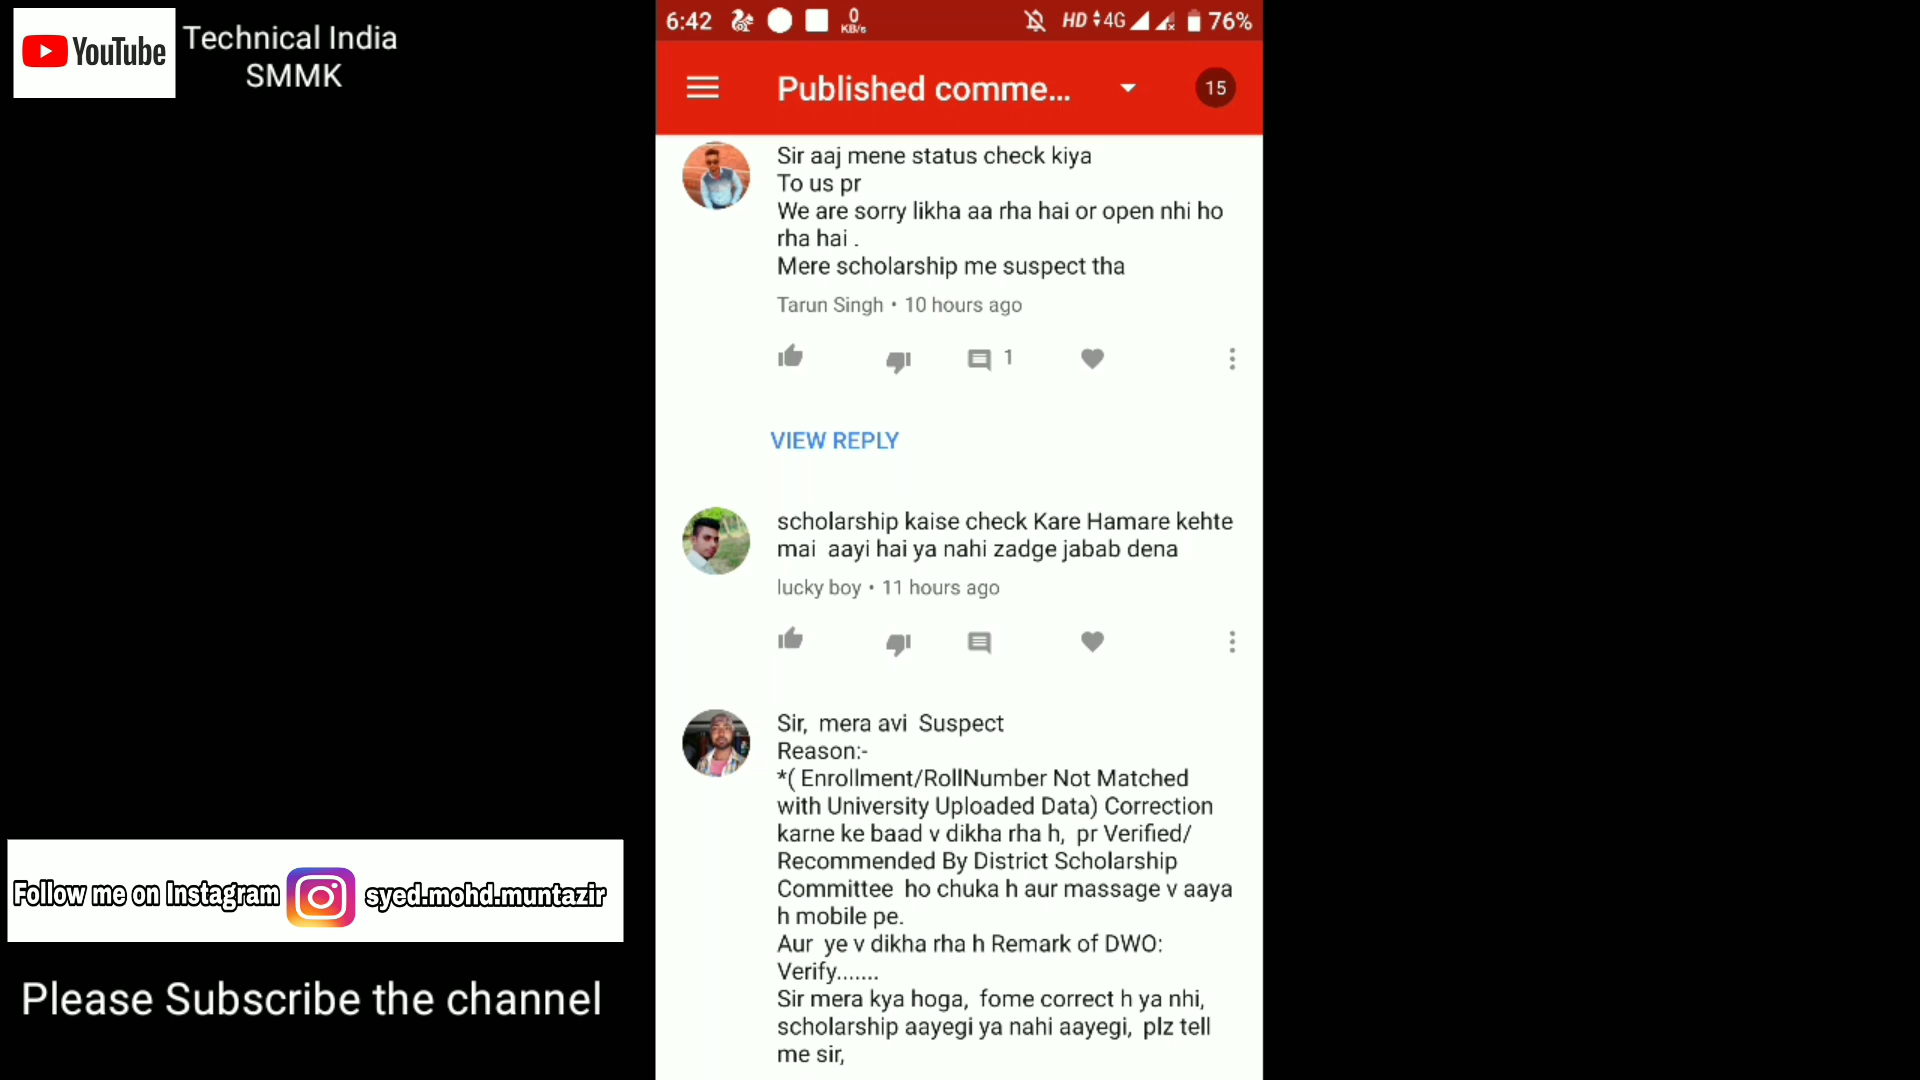 YouTube
Technical India
SMMK
6:42
0
KB/s
HD 4G
76%
Published comme...
15
Sir aaj mene status check kiya
To us pr
We are sorry likha aa rha hai or open nhi ho
rha hai .
Mere scholarship me suspect tha
Tarun Singh • 10 hours ago
1
VIEW REPLY
scholarship kaise check Kare Hamare kehte
mai  aayi hai ya nahi zadge jabab dena
lucky boy • 11 hours ago
Sir,  mera avi  Suspect
Reason:-
*( Enrollment/RollNumber Not Matched
with University Uploaded Data) Correction
karne ke baad v dikha rha h,  pr Verified/
Recommended By District Scholarship
Committee  ho chuka h aur massage v aaya
h mobile pe.
Aur  ye v dikha rha h Remark of DWO:
Verify.......
Sir mera kya hoga,  fome correct h ya nhi,
scholarship aayegi ya nahi aayegi,  plz tell
me sir,
Follow me on Instagram
syed.mohd.muntazir
Please Subscribe the channel